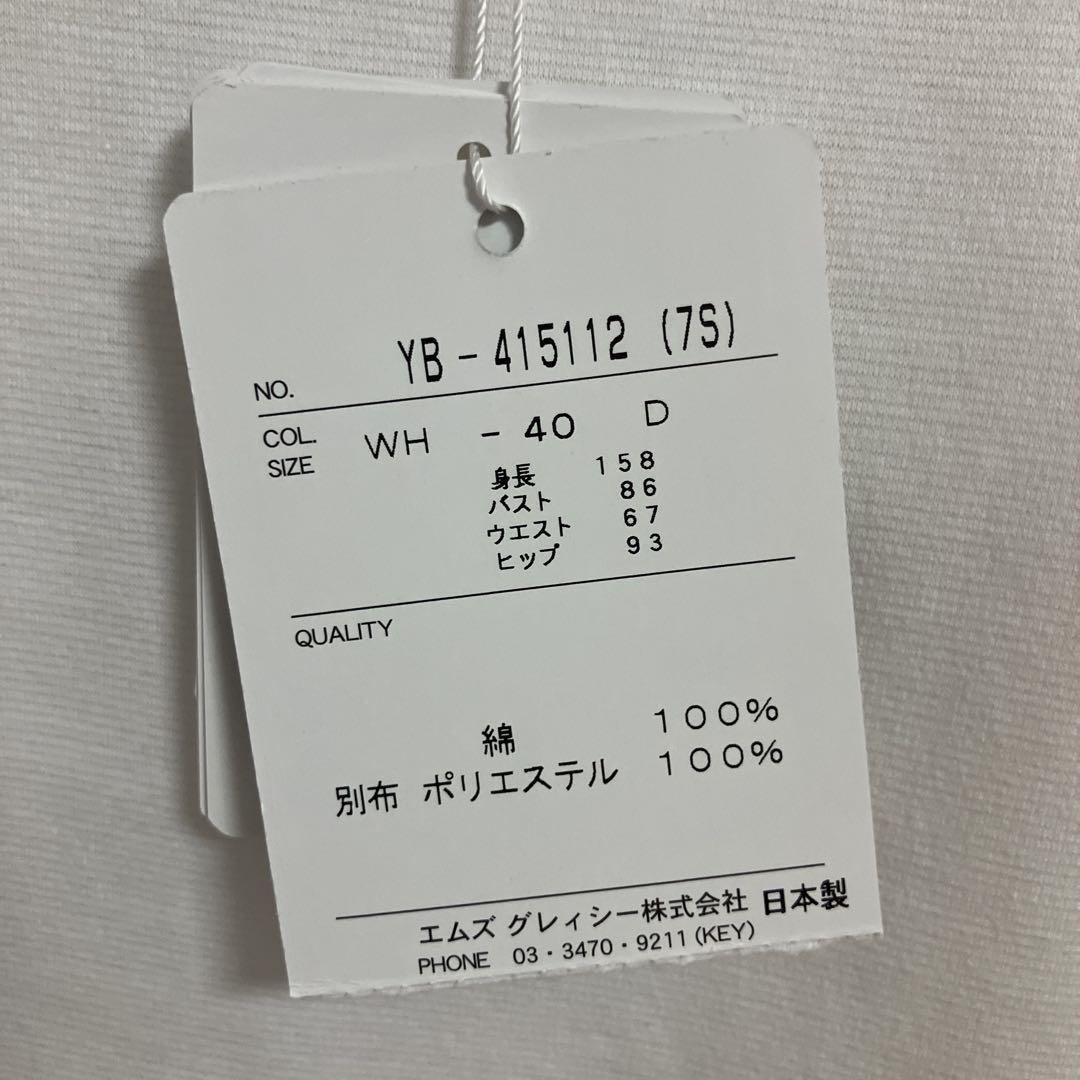 NO. YB-415112 (7S)
COL. WH - 40 D
SIZE
身長 158
バスト 86
ウエスト 67
ヒップ 93
QUALITY
綿 100%
別布 ポリエステル 100%
エムズ グレィシー株式会社 日本製
PHONE 03・3470・9211(KEY)